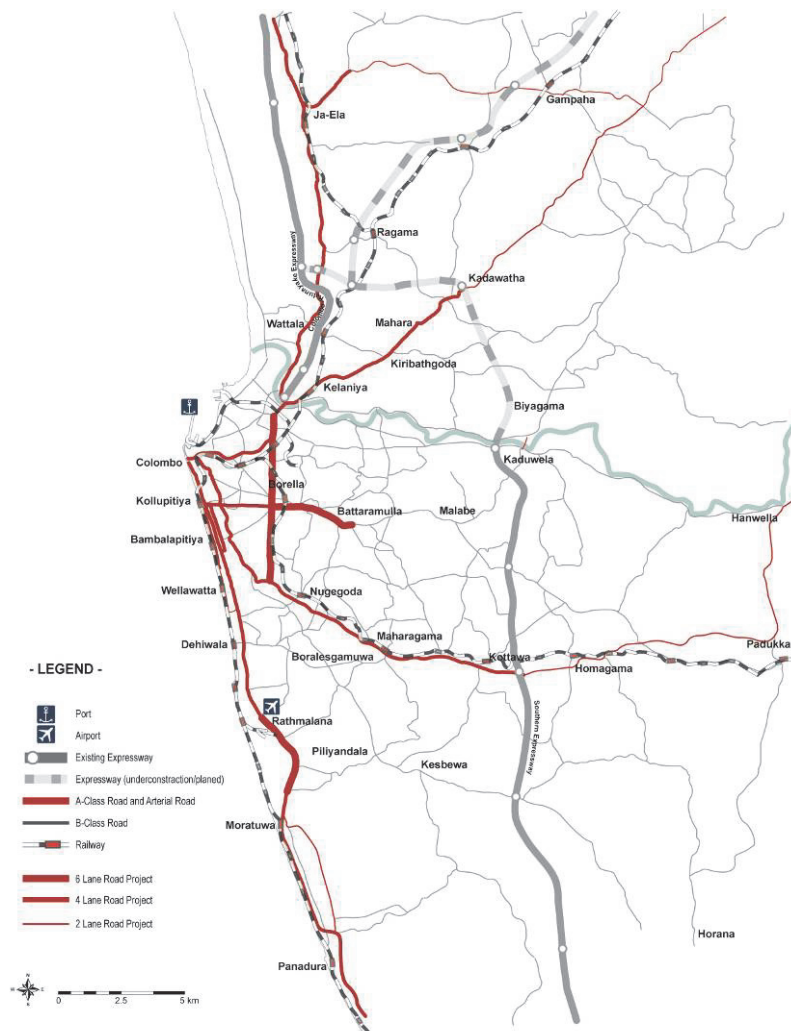 Ja-Ela
Gampaha
Ragama
Kadawatha
Wattala
Mahara
Kiribathgoda
Kelaniya
Biyagama
Colombo
Kaduwela
Borella
Kollupitiya
Battaramulla
Malabe
Hanwella
Bambalapitiya
Wellawatta
Nugegoda
Maharagama
Dehiwala
Boralesgamuwa
Kottawa
Padukka
Homagama
- LEGEND -
Port
Airport
Existing Expressway
Expressway (underconstraction/planed)
A-Class Road and Arterial Road
B-Class Road
Railway
6 Lane Road Project
4 Lane Road Project
2 Lane Road Project
Rathmalana
Southern Expressway
Piliyandala
Kesbewa
Moratuwa
Horana
Panadura
N
0 2.5 5 km